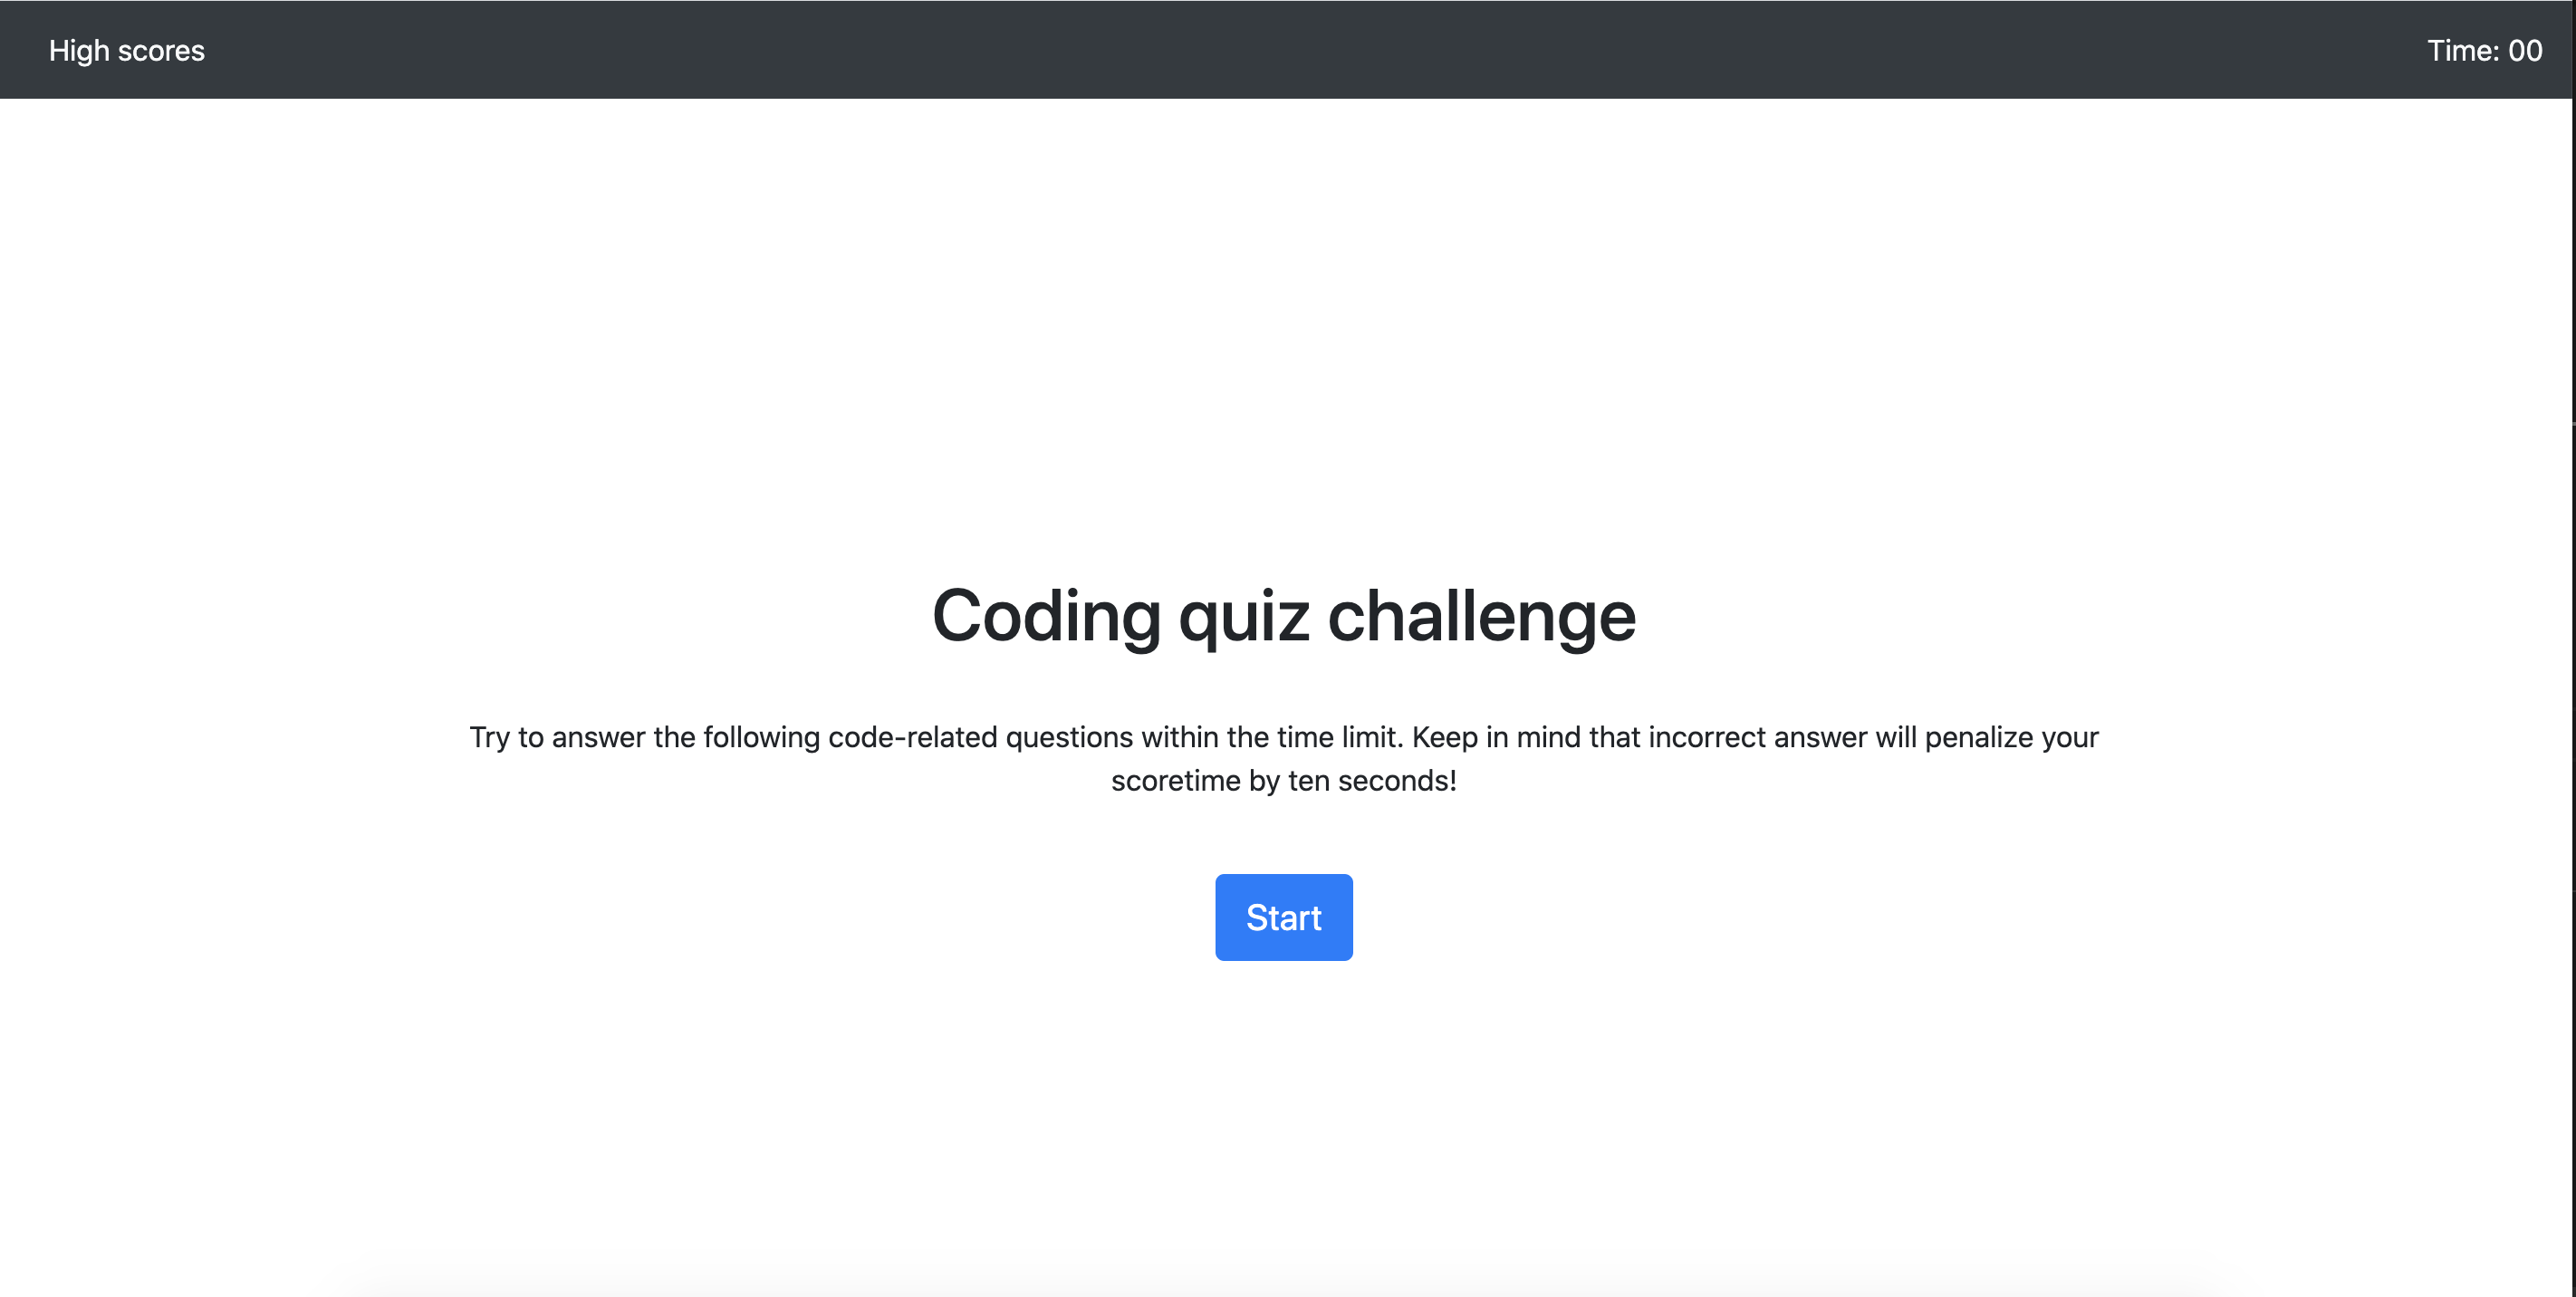 High scores
Time: 00
Coding quiz challenge
Try to answer the following code-related questions within the time limit. Keep in mind that incorrect answer will penalize your
scoretime by ten seconds!
Start